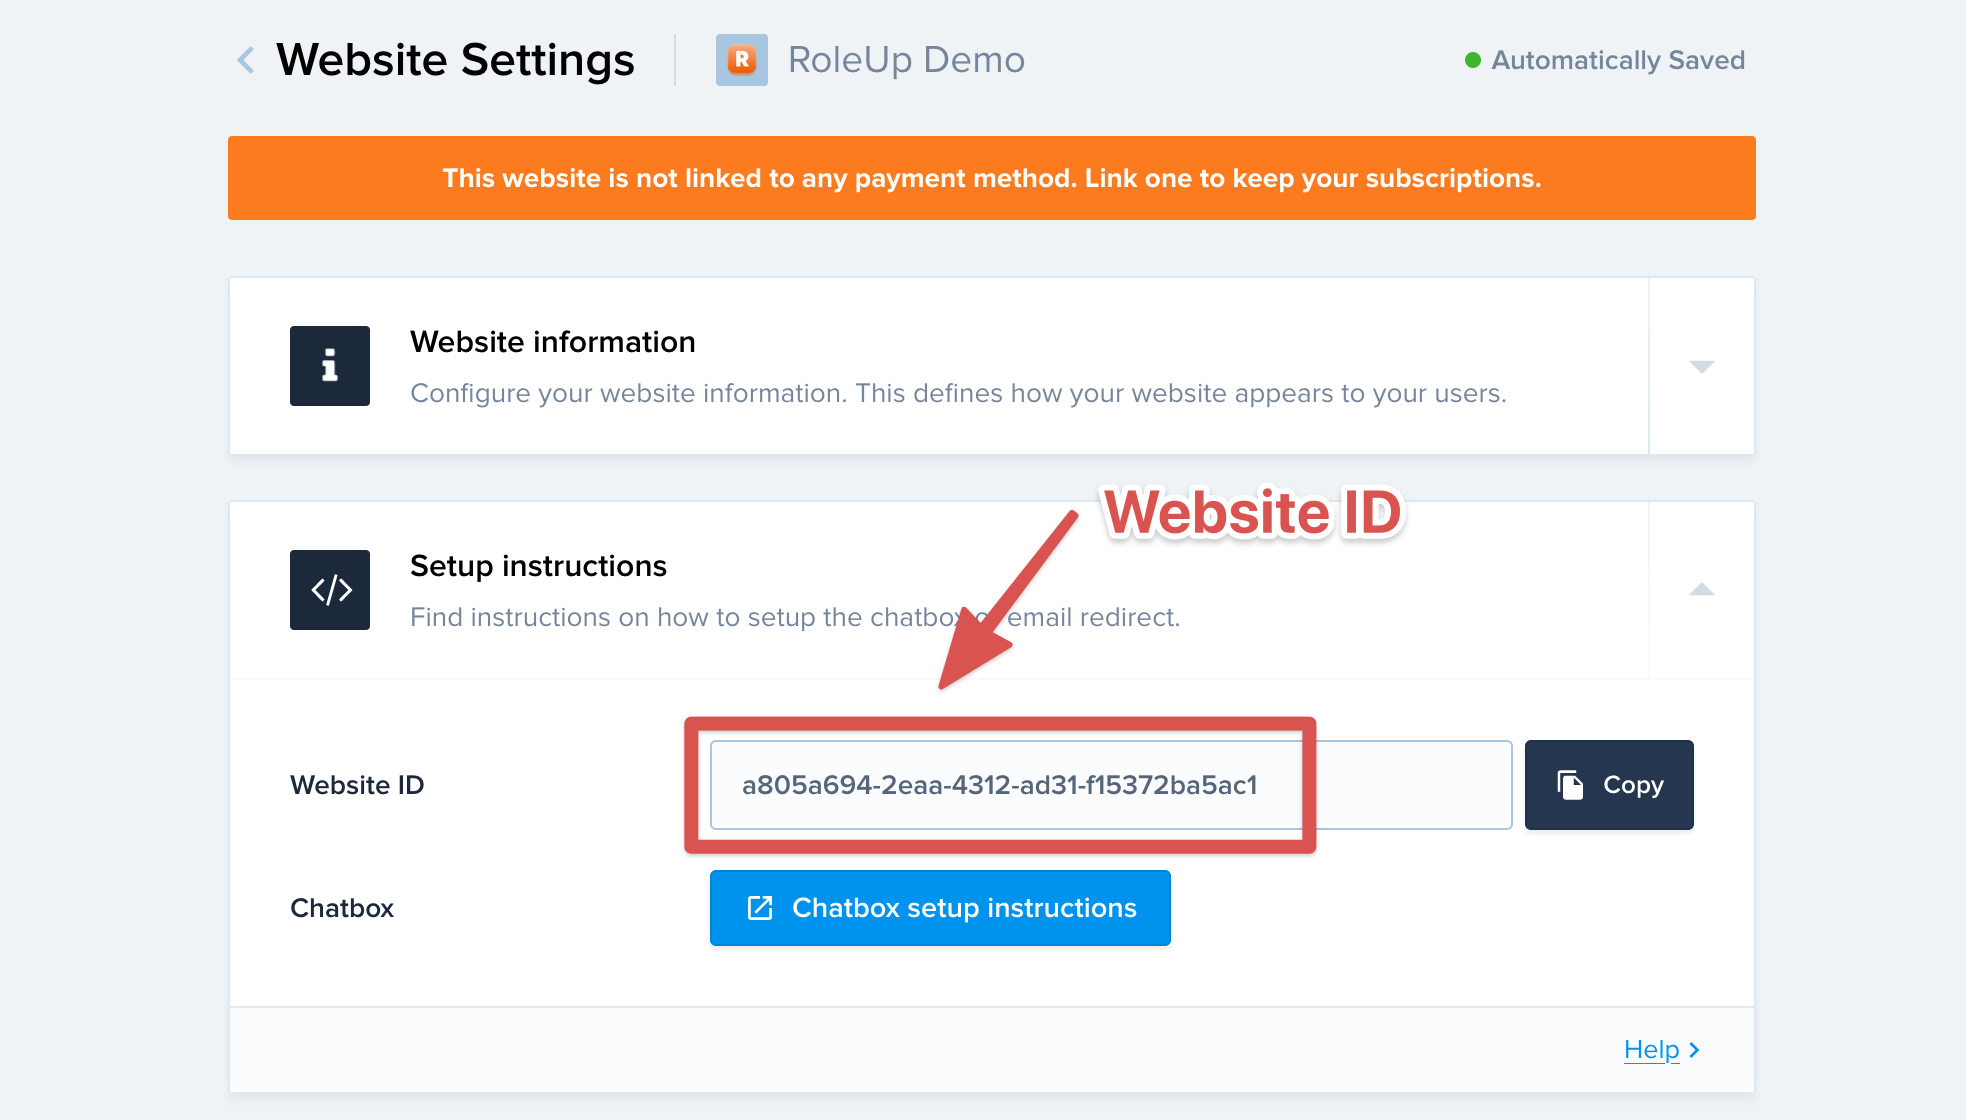 Website Settings
R
RoleUp Demo
Automatically Saved
This website is not linked to any payment method. Link one to keep your subscriptions.
Website information
Configure your website information. This defines how your website appears to your users.
Website ID
Setup instructions
Find instructions on how to setup the chatbox or email redirect.
Website ID
a805a694-2eaa-4312-ad31-f15372ba5ac1
Copy
Chatbox
Chatbox setup instructions
Help